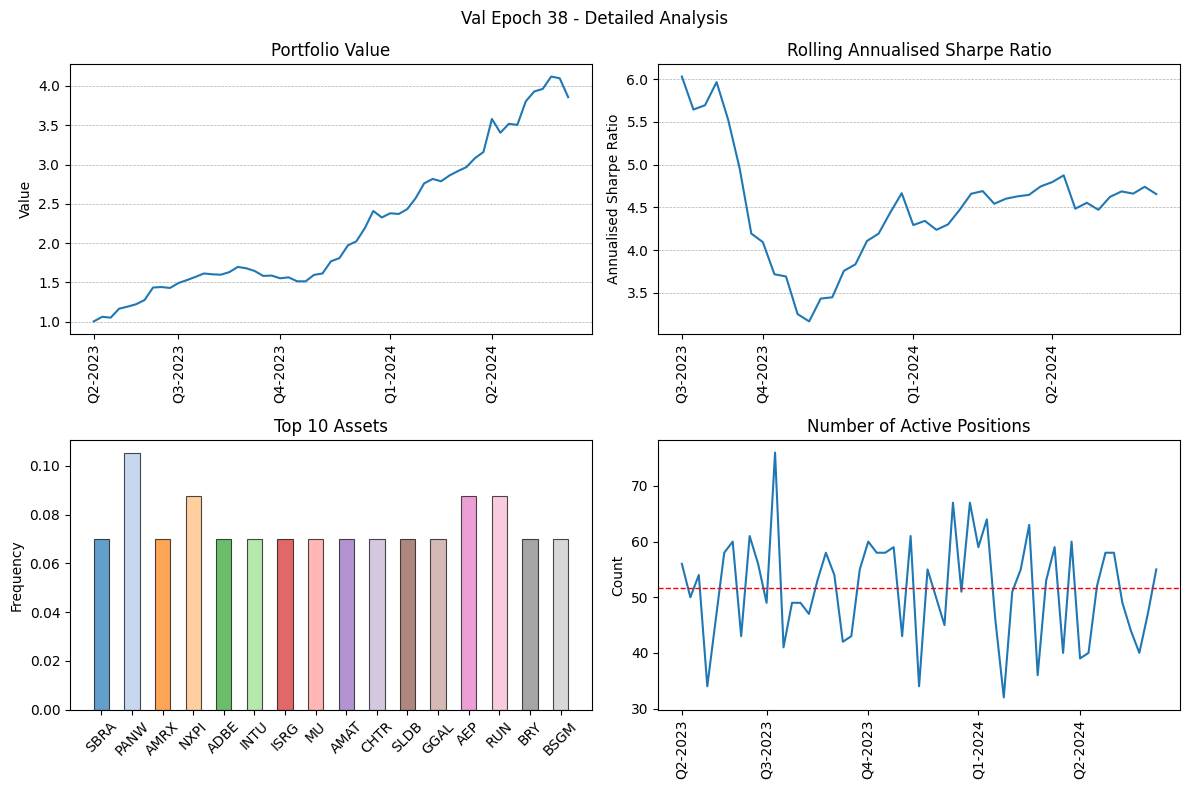 Val Epoch 38 - Detailed Analysis
Portfolio Value
Value
4.0
3.5
3.0
2.5
2.0
1.5
1.0
Q2-2023
Q3-2023
Q4-2023
Q1-2024
Q2-2024
Rolling Annualised Sharpe Ratio
Annualised Sharpe Ratio
6.0
5.5
5.0
4.5
4.0
3.5
Q3-2023
Q4-2023
Q1-2024
Q2-2024
Top 10 Assets
Frequency
0.10
0.08
0.06
0.04
0.02
0.00
SBRA
PANW
AMRX
NXPI
ADBE
INTU
ISRG
MU
AMAT
CHTR
SLDB
GGAL
AEP
RUN
BRY
BSGM
Number of Active Positions
Count
70
60
50
40
30
Q2-2023
Q3-2023
Q4-2023
Q1-2024
Q2-2024